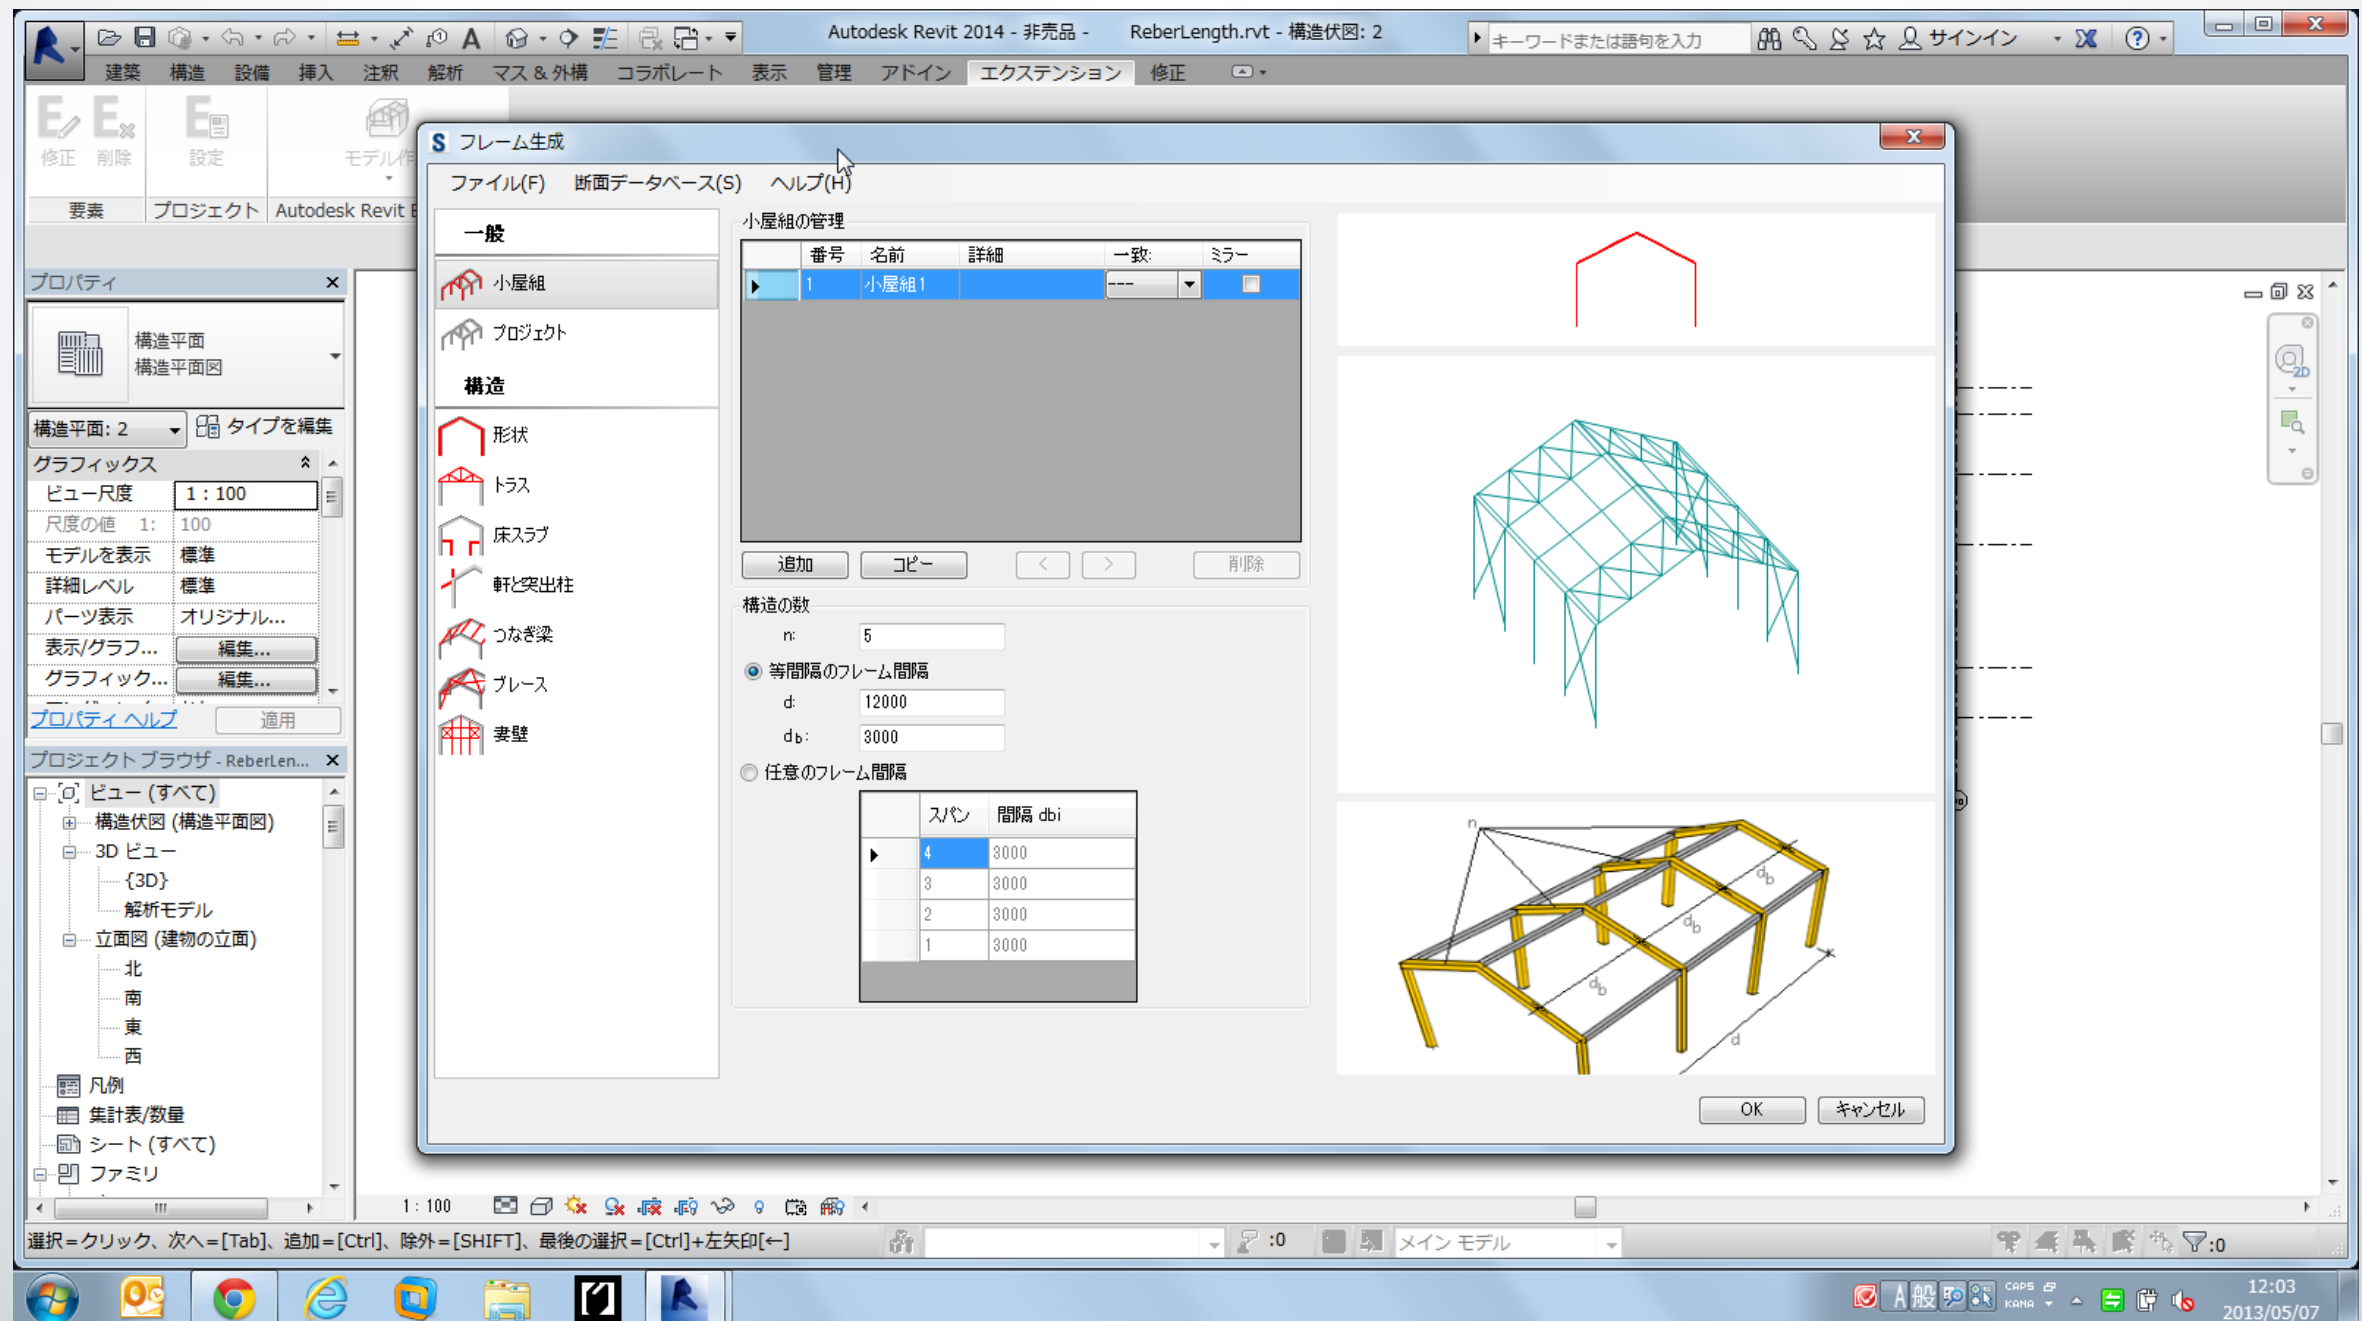 Autodesk Revit 2014 - 非売品 - ReberLength.rvt - 構造伏図: 2
キーワードまたは語句を入力
サインイン
建築 構造 設備 挿入 注釈 解析 マス & 外構 コラボレート 表示 管理 アドイン エクステンション 修正
修正 削除 設定 モデル作
要素 プロジェクト Autodesk Revit E
プロパティ
構造平面
構造平面図
構造平面: 2 タイプを編集
グラフィックス
ビュー尺度 1 : 100
尺度の値 1: 100
モデルを表示 標準
詳細レベル 標準
パーツ表示 オリジナル...
表示/グラフ... 編集...
グラフィック... 編集...
プロパティ ヘルプ 適用
プロジェクト ブラウザ - ReberLen...
ビュー (すべて)
構造伏図 (構造平面図)
3D ビュー
{3D}
解析モデル
立面図 (建物の立面)
北
南
東
西
凡例
集計表/数量
シート (すべて)
ファミリ
フレーム生成
ファイル(F) 断面データベース(S) ヘルプ(H)
一般
小屋組
プロジェクト
構造
形状
トラス
床スラブ
軒と突出柱
つなぎ梁
ブレース
妻壁
小屋組の管理
番号 名前 詳細 一致: ミラー
1 小屋組1 ---
追加 コピー < > 削除
構造の数
n: 5
等間隔のフレーム間隔
d: 12000
db: 3000
任意のフレーム間隔
スパン 間隔 dbi
4 3000
3 3000
2 3000
1 3000
n
db
db
db
d
OK キャンセル
2D
1 : 100
選択=クリック、次へ=[Tab]、追加=[Ctrl]、除外=[SHIFT]、最後の選択=[Ctrl]+左矢印[←]
:0
メイン モデル
:0
A 般
CAPS
KANA
12:03
2013/05/07